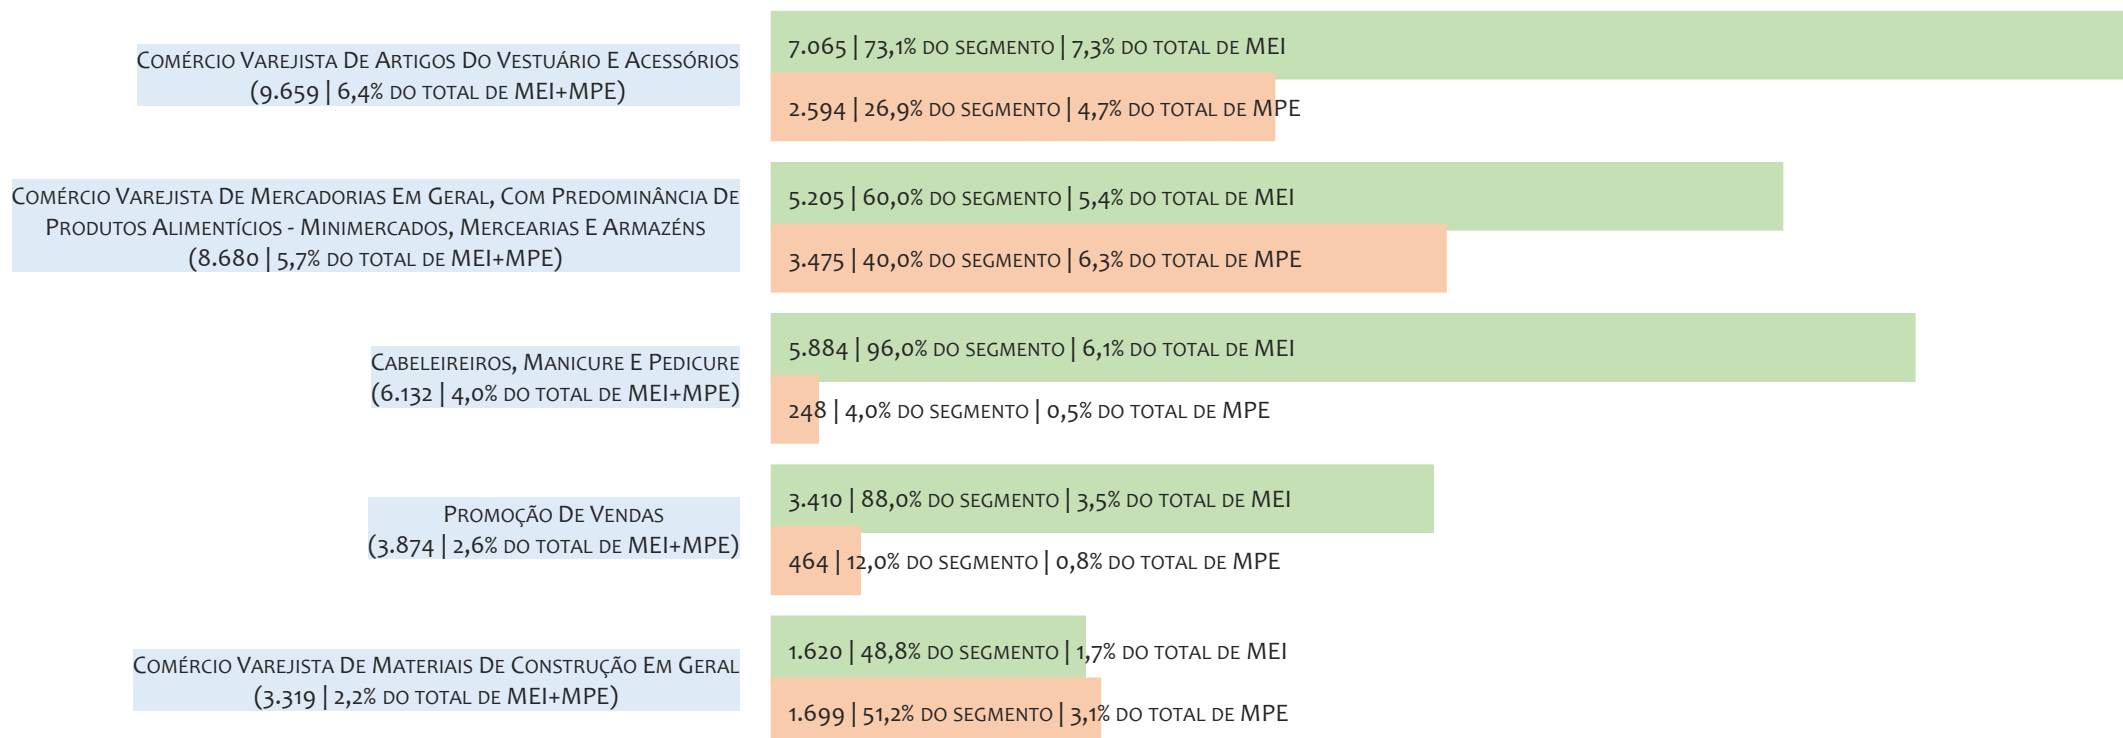 Comércio Varejista De Artigos Do Vestuário E Acessórios
(9.659 | 6,4% do total de MEI+MPE)
7.065 | 73,1% do segmento | 7,3% do total de MEI
2.594 | 26,9% do segmento | 4,7% do total de MPE
Comércio Varejista De Mercadorias Em Geral, Com Predominância De
Produtos Alimentícios - Minimercados, Mercearias E Armazéns
(8.680 | 5,7% do total de MEI+MPE)
5.205 | 60,0% do segmento | 5,4% do total de MEI
3.475 | 40,0% do segmento | 6,3% do total de MPE
Cabeleireiros, Manicure E Pedicure
(6.132 | 4,0% do total de MEI+MPE)
5.884 | 96,0% do segmento | 6,1% do total de MEI
248 | 4,0% do segmento | 0,5% do total de MPE
Promoção De Vendas
(3.874 | 2,6% do total de MEI+MPE)
3.410 | 88,0% do segmento | 3,5% do total de MEI
464 | 12,0% do segmento | 0,8% do total de MPE
Comércio Varejista De Materiais De Construção Em Geral
(3.319 | 2,2% do total de MEI+MPE)
1.620 | 48,8% do segmento | 1,7% do total de MEI
1.699 | 51,2% do segmento | 3,1% do total de MPE